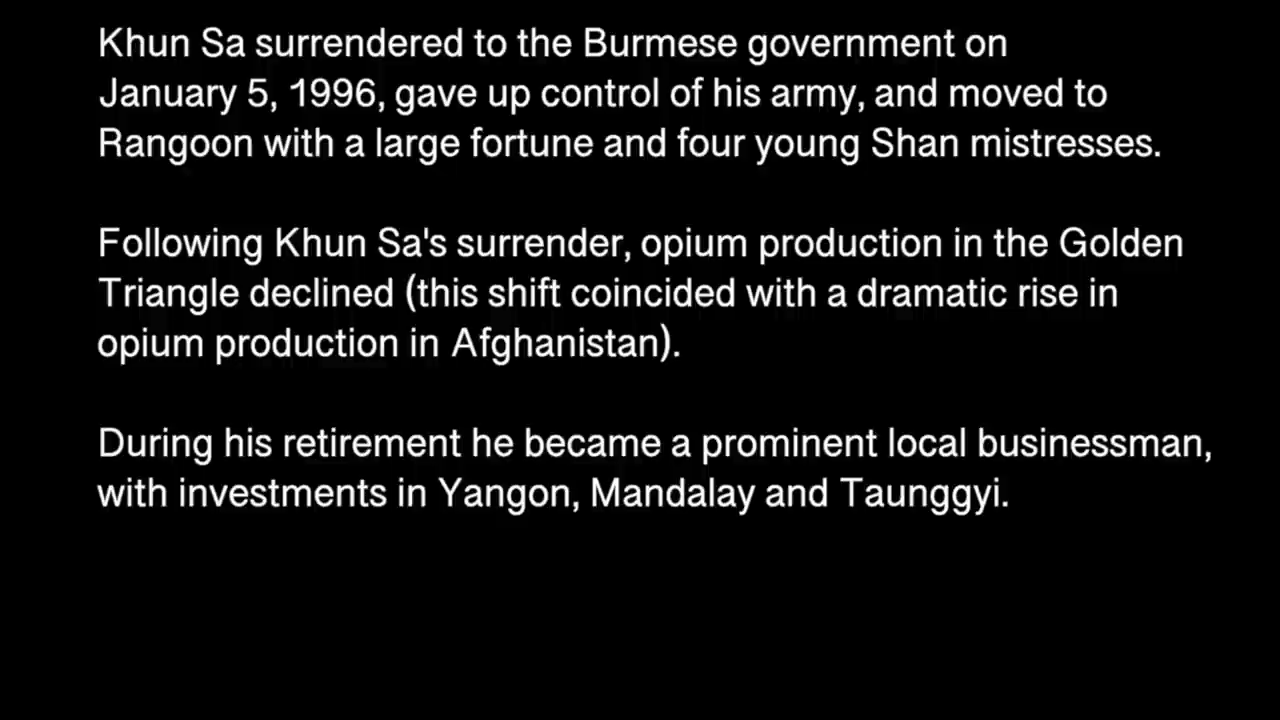 Khun Sa surrendered to the Burmese government on
January 5, 1996, gave up control of his army, and moved to
Rangoon with a large fortune and four young Shan mistresses.
Following Khun Sa's surrender, opium production in the Golden
Triangle declined (this shift coincided with a dramatic rise in
opium production in Afghanistan).
During his retirement he became a prominent local businessman,
with investments in Yangon, Mandalay and Taunggyi.